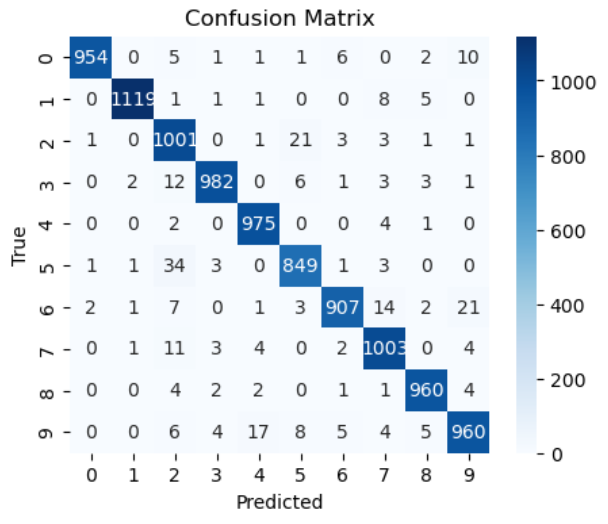 Confusion Matrix
0 954 0 5 1 1 1 6 0 2 10
1 0 1119 1 1 1 0 0 8 5 0
2 1 0 1001 0 1 21 3 3 1 1
3 0 2 12 982 0 6 1 3 3 1
4 0 0 2 0 975 0 0 4 1 0
5 1 1 34 3 0 849 1 3 0 0
6 2 1 7 0 1 3 907 14 2 21
7 0 1 11 3 4 0 2 1003 0 4
8 0 0 4 2 2 0 1 1 960 4
9 0 0 6 4 17 8 5 4 5 960
0 1 2 3 4 5 6 7 8 9
True
Predicted
1000
800
600
400
200
0